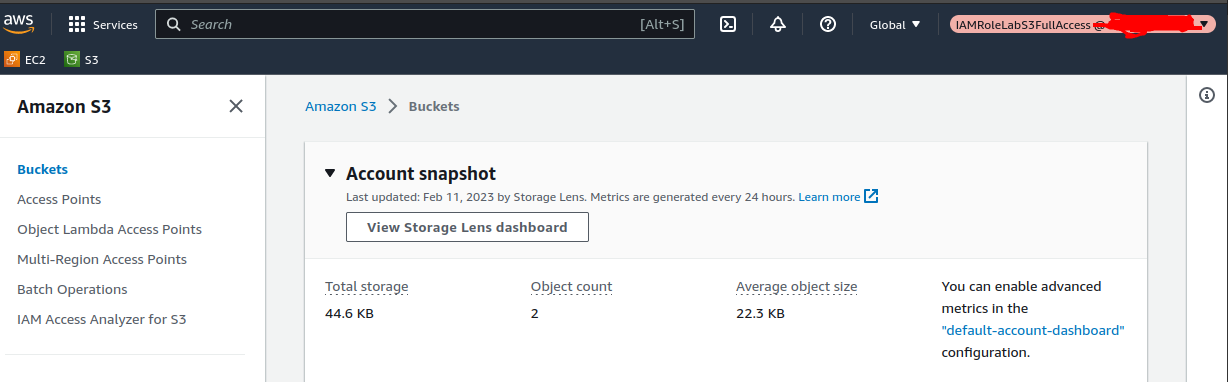 aws
Services
Search [Alt+S]
Global
IAMRoleLabS3FullAccess @
EC2
S3
Amazon S3
Buckets
Access Points
Object Lambda Access Points
Multi-Region Access Points
Batch Operations
IAM Access Analyzer for S3
Amazon S3 > Buckets
Account snapshot
Last updated: Feb 11, 2023 by Storage Lens. Metrics are generated every 24 hours. Learn more
View Storage Lens dashboard
Total storage
44.6 KB
Object count
2
Average object size
22.3 KB
You can enable advanced
metrics in the
"default-account-dashboard"
configuration.